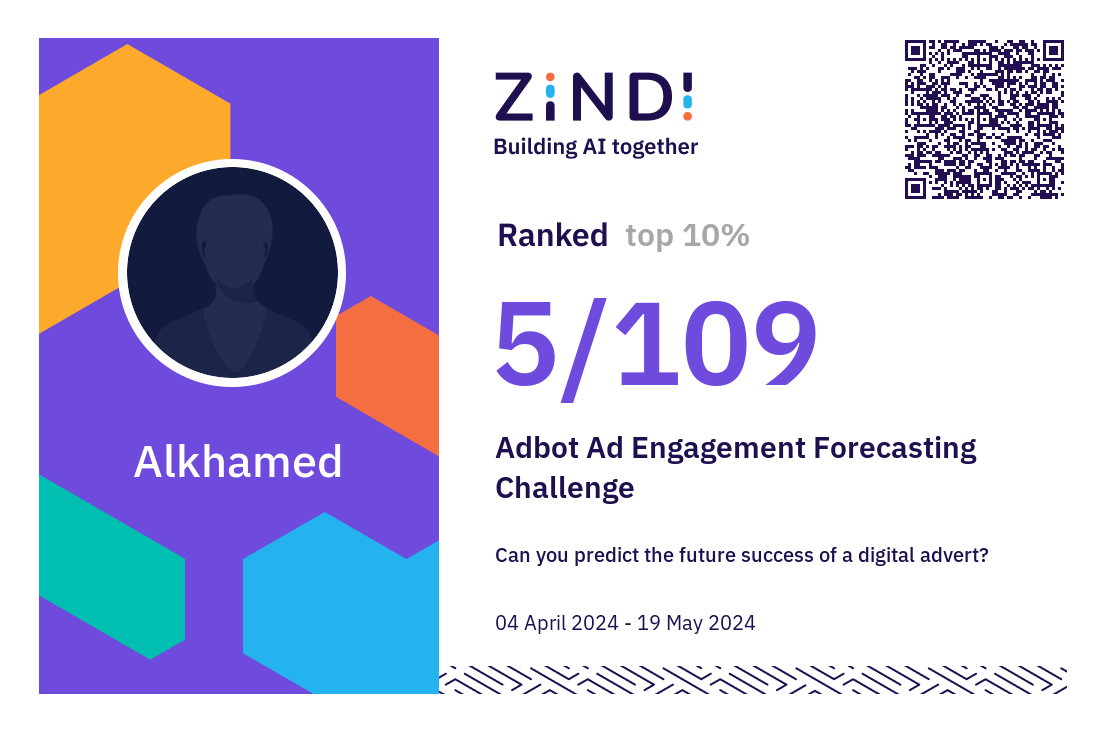 ZiNDI
Building AI together
Ranked top 10%
5/109
Alkhamed
Adbot Ad Engagement Forecasting
Challenge
Can you predict the future success of a digital advert?
04 April 2024 - 19 May 2024